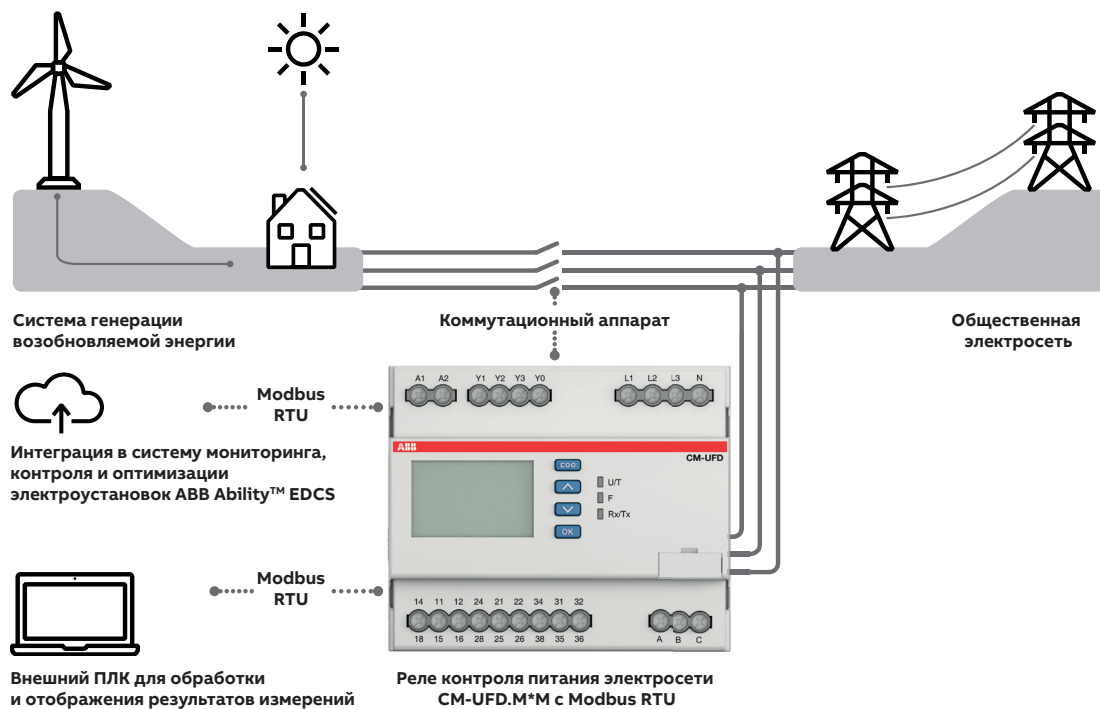 Система генерации
возобновляемой энергии
Коммутационный аппарат
Общественная
электросеть
Modbus
RTU
Интеграция в систему мониторинга,
контроля и оптимизации
электроустановок ABB Ability™ EDCS
A1 A2 Y1 Y2 Y3 Y0 L1 L2 L3 N
ABB
CM-UFD
ESC
U/T
F
Rx/Tx
OK
Modbus
RTU
14 11 12 24 21 22 34 31 32
18 15 16 28 25 26 38 35 36 A B C
Внешний ПЛК для обработки
и отображения результатов измерений
Реле контроля питания электросети
CM-UFD.M*M с Modbus RTU